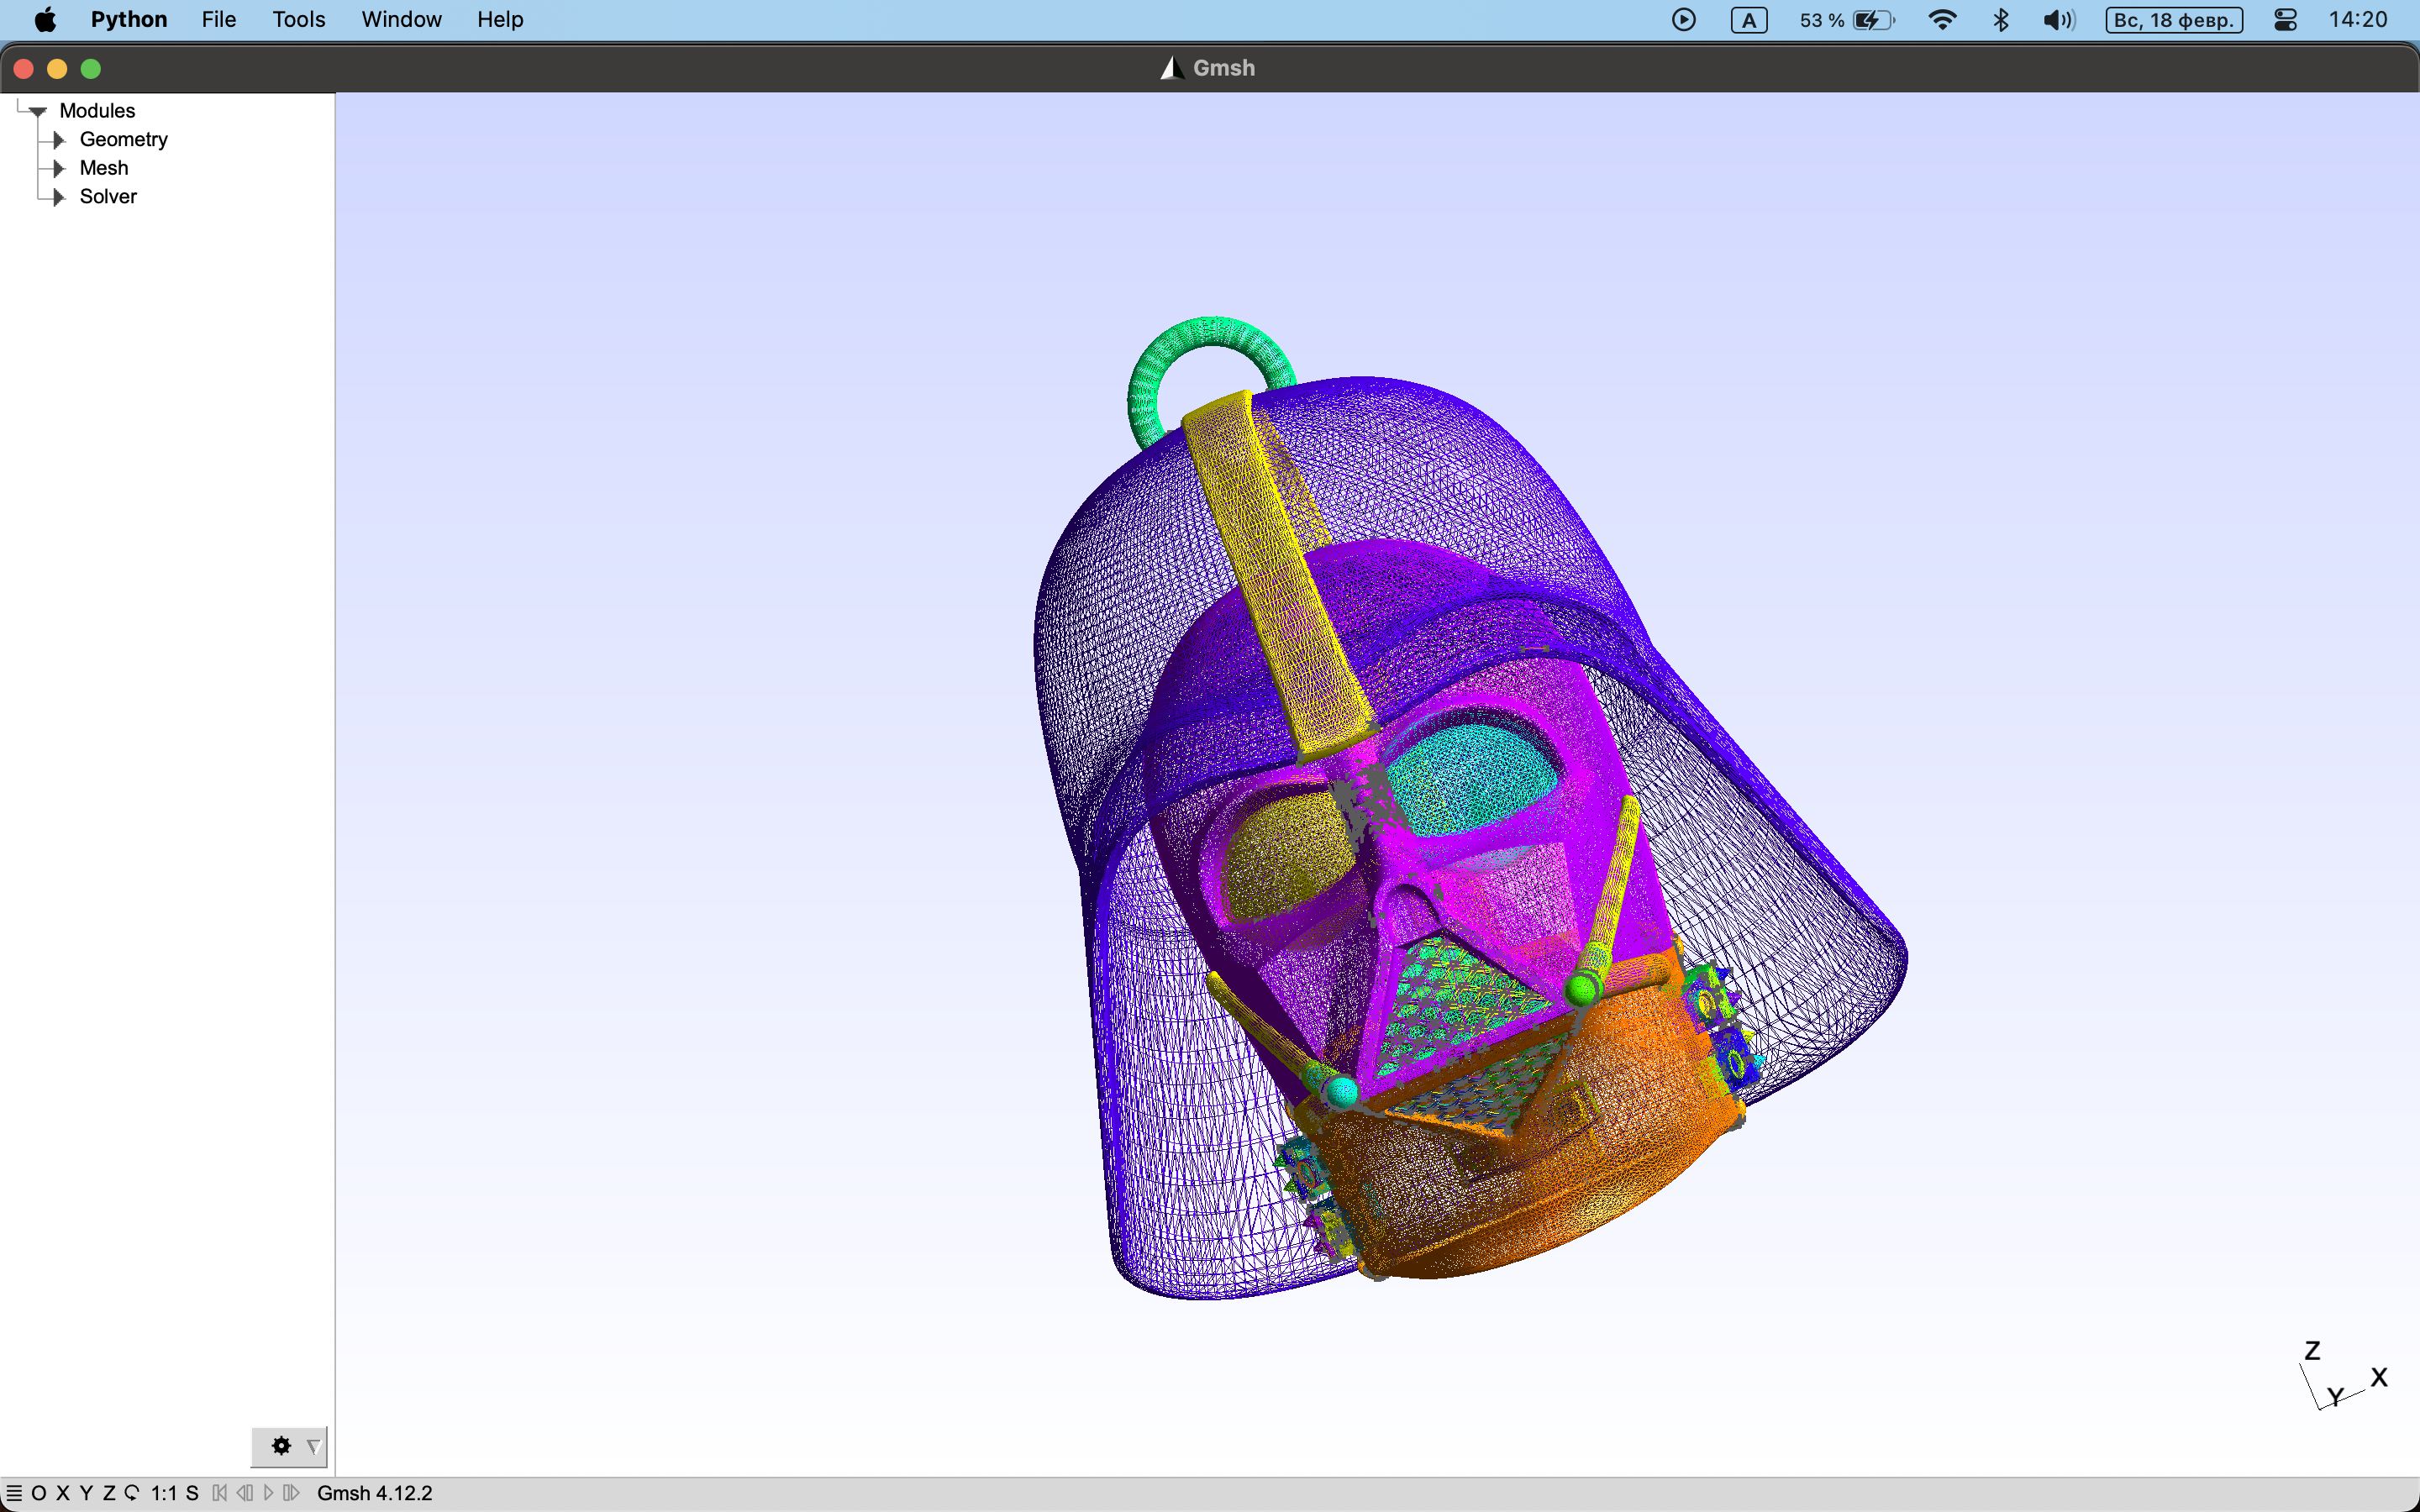 Python File Tools Window Help A 53 % Вс, 18 февр. 14:20
Gmsh
Modules
Geometry
Mesh
Solver
Z
X
Y
O X Y Z 1:1 S Gmsh 4.12.2